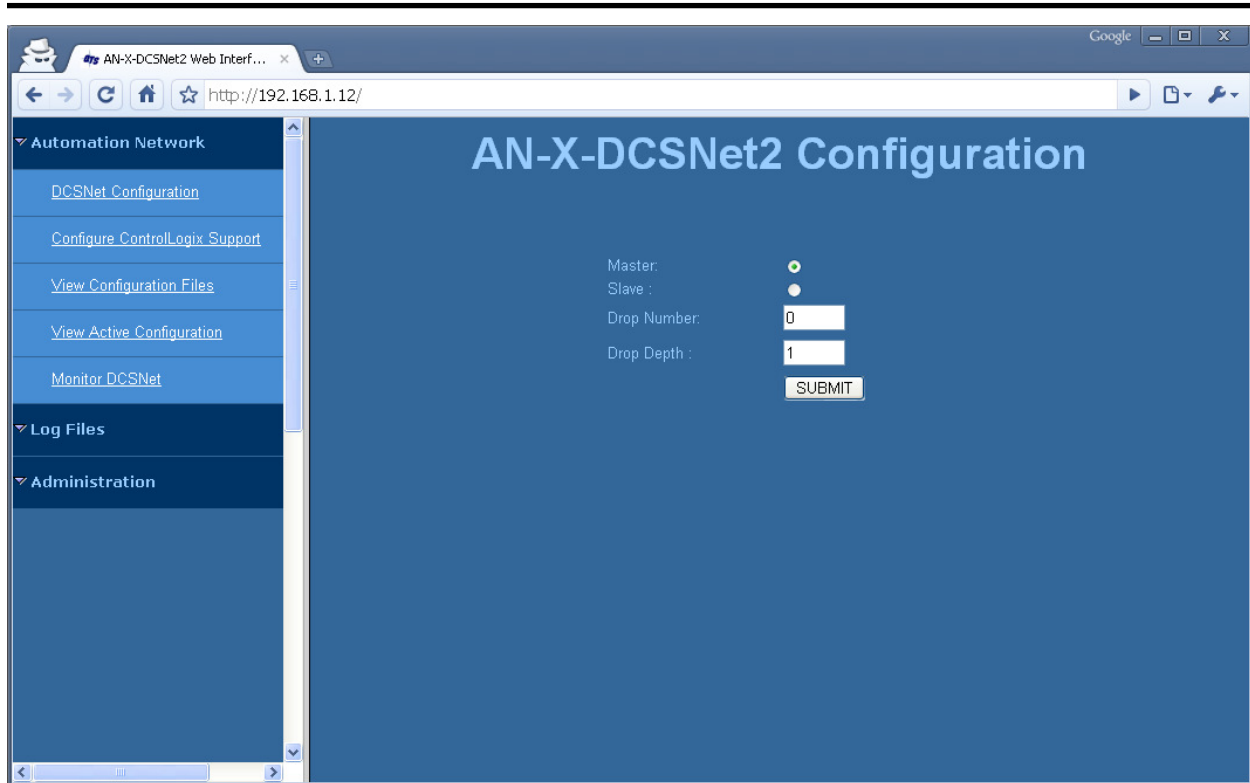 Google
AN-X-DCSNet2 Web Interf...
http://192.168.1.12/
Automation Network
DCSNet Configuration
Configure ControlLogix Support
View Configuration Files
View Active Configuration
Monitor DCSNet
Log Files
Administration
AN-X-DCSNet2 Configuration
Master:
Slave :
Drop Number: 0
Drop Depth : 1
SUBMIT